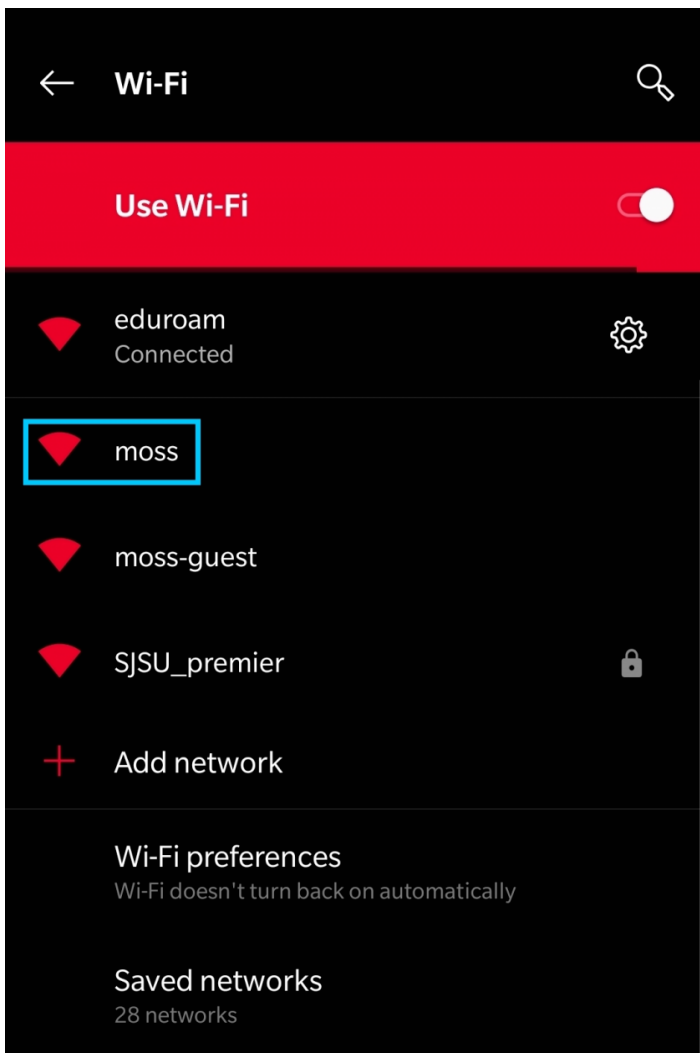 Wi-Fi
Use Wi-Fi
eduroam
Connected
moss
moss-guest
SJSU_premier
Add network
Wi-Fi preferences
Wi-Fi doesn't turn back on automatically
Saved networks
28 networks